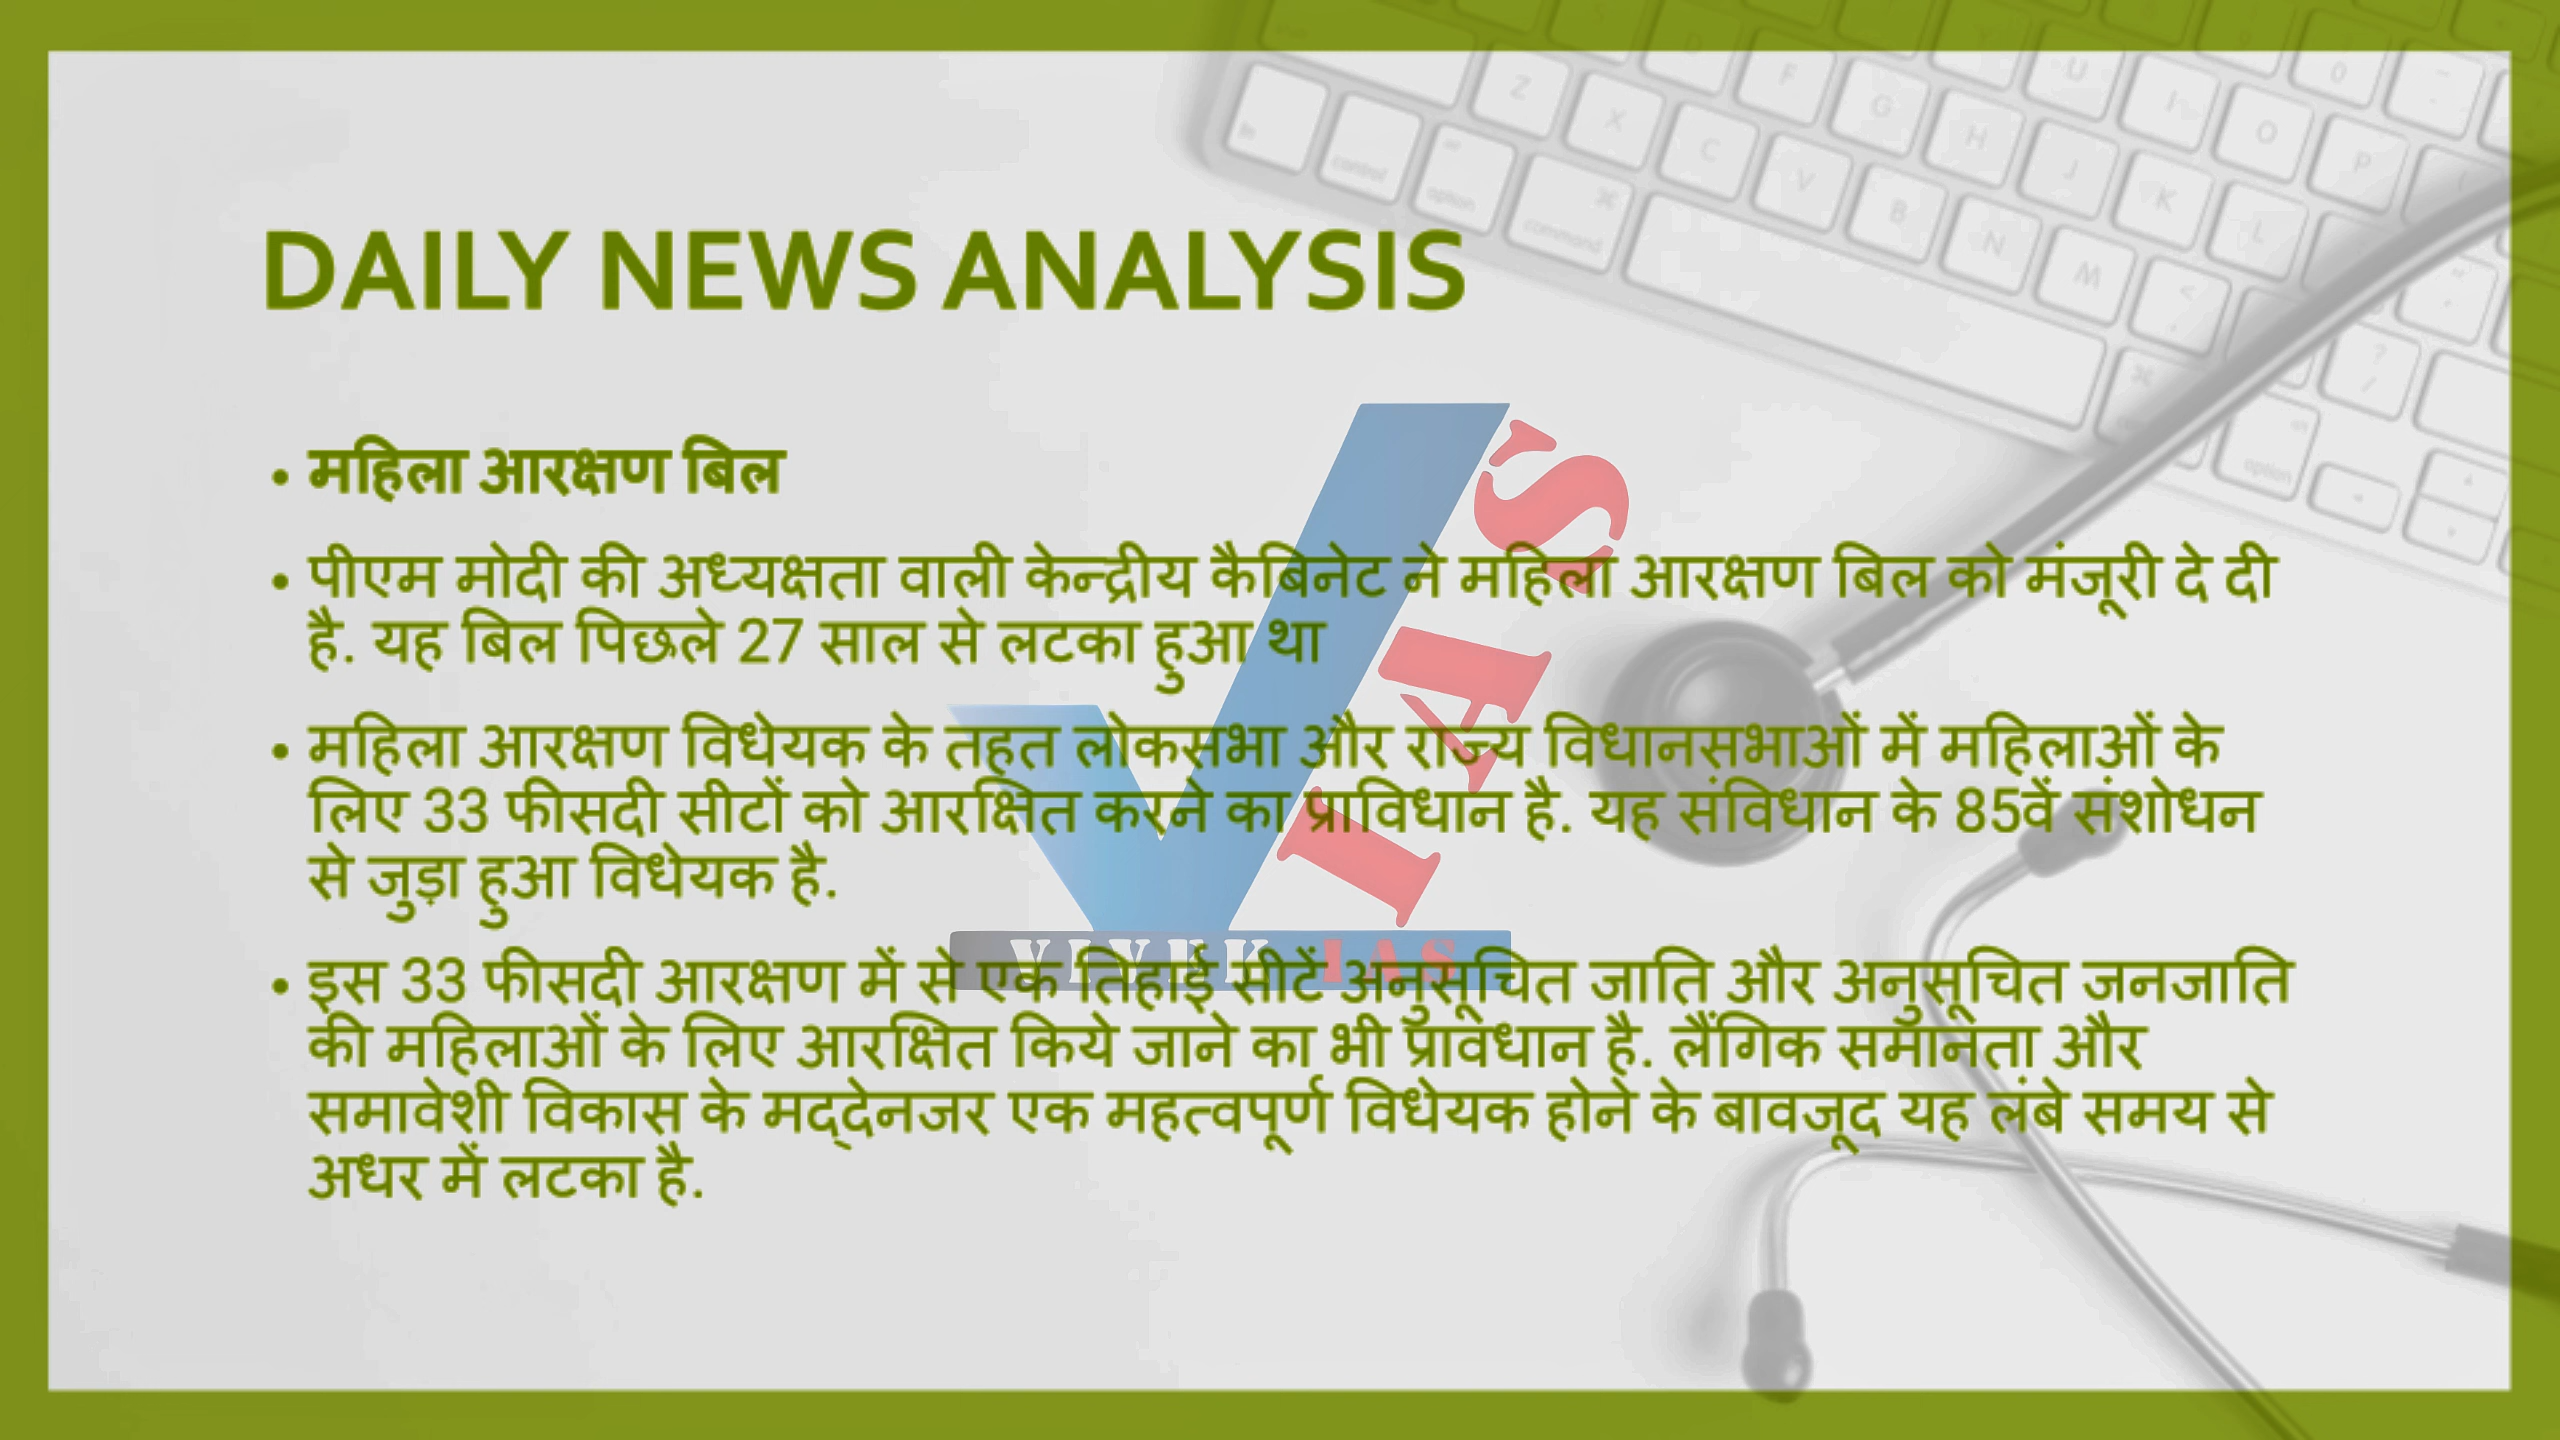 DAILY NEWS ANALYSIS
• महिला आरक्षण बिल
• पीएम मोदी की अध्यक्षता वाली केन्द्रीय कैबिनेट ने महिला आरक्षण बिल को मंजूरी दे दी
है. यह बिल पिछले 27 साल से लटका हुआ था
• महिला आरक्षण विधेयक के तहत लोकसभा और राज्य विधानसभाओं में महिलाओं के
लिए 33 फीसदी सीटों को आरक्षित करने का प्राविधान है. यह संविधान के 85वें संशोधन
से जुड़ा हुआ विधेयक है.
• इस 33 फीसदी आरक्षण में से एक तिहाई सीटें अनुसूचित जाति और अनुसूचित जनजाति
की महिलाओं के लिए आरक्षित किये जाने का भी प्रावधान है. लैंगिक समानता और
समावेशी विकास के मद्देनजर एक महत्वपूर्ण विधेयक होने के बावजूद यह लंबे समय से
अधर में लटका है.
IAS
VIVEK IAS